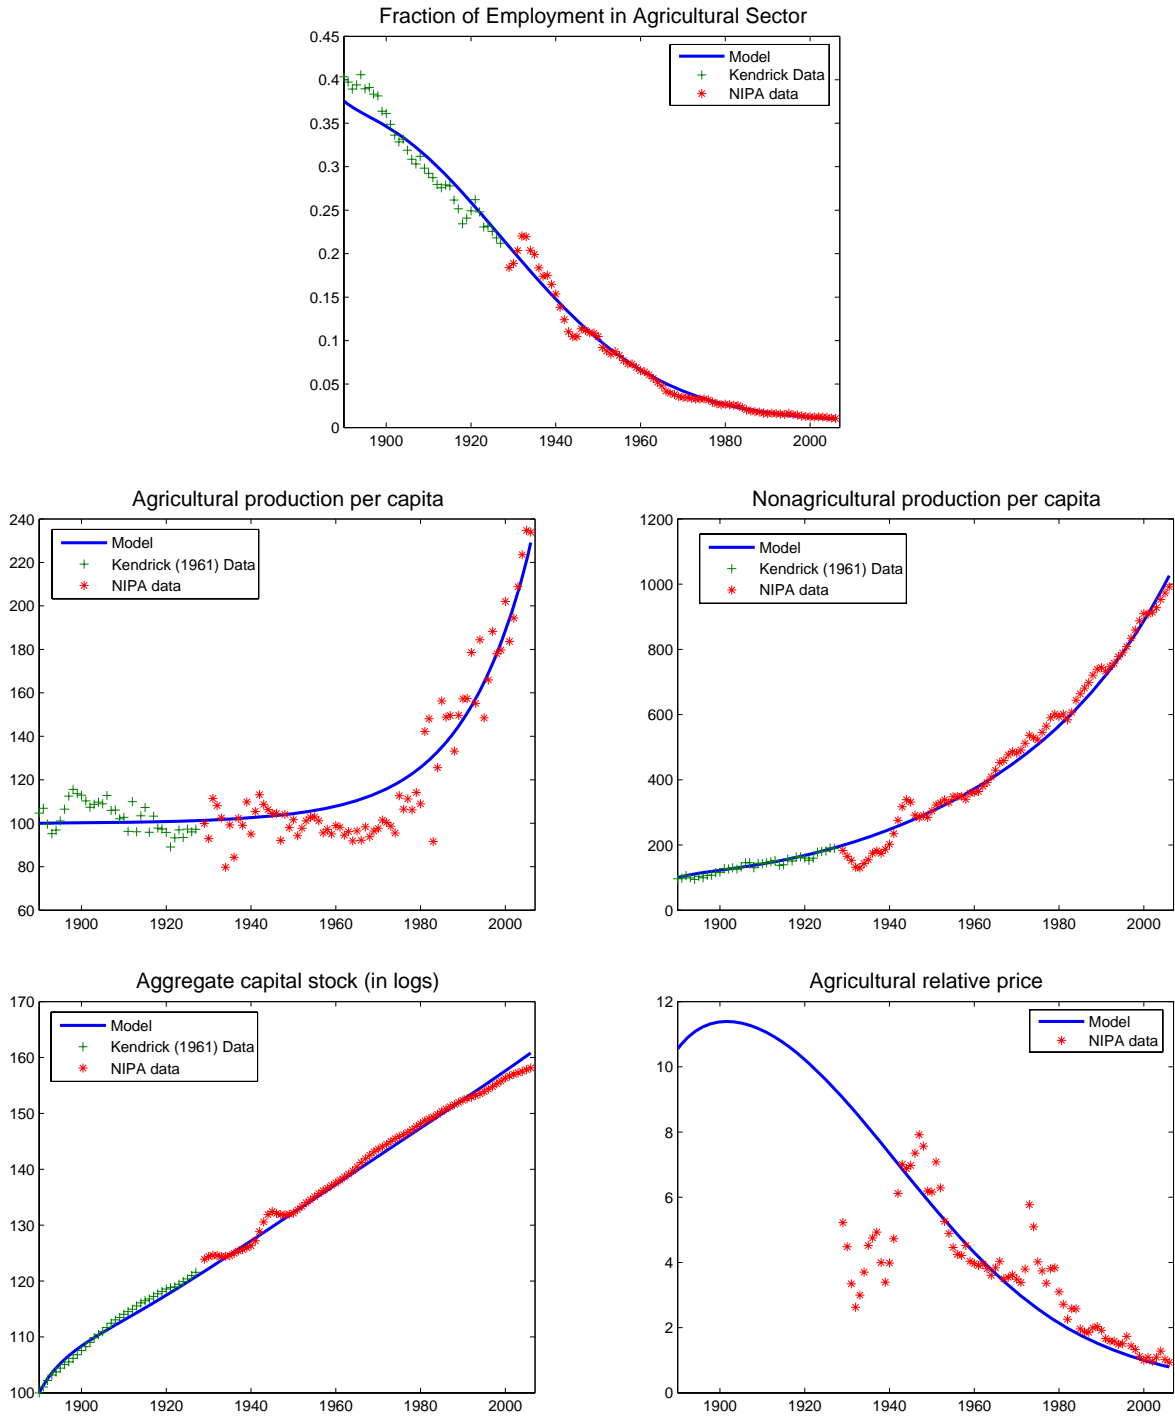 Fraction of Employment in Agricultural Sector
0.45
0.4
0.35
0.3
0.25
0.2
0.15
0.1
0.05
0
1900 1920 1940 1960 1980 2000
Model
Kendrick Data
NIPA data
Agricultural production per capita
240
220
200
180
160
140
120
100
80
60
1900 1920 1940 1960 1980 2000
Model
Kendrick (1961) Data
NIPA data
Nonagricultural production per capita
1200
1000
800
600
400
200
0
1900 1920 1940 1960 1980 2000
Model
Kendrick (1961) Data
NIPA data
Aggregate capital stock (in logs)
170
160
150
140
130
120
110
100
1900 1920 1940 1960 1980 2000
Model
Kendrick (1961) Data
NIPA data
Agricultural relative price
12
10
8
6
4
2
0
1900 1920 1940 1960 1980 2000
Model
NIPA data